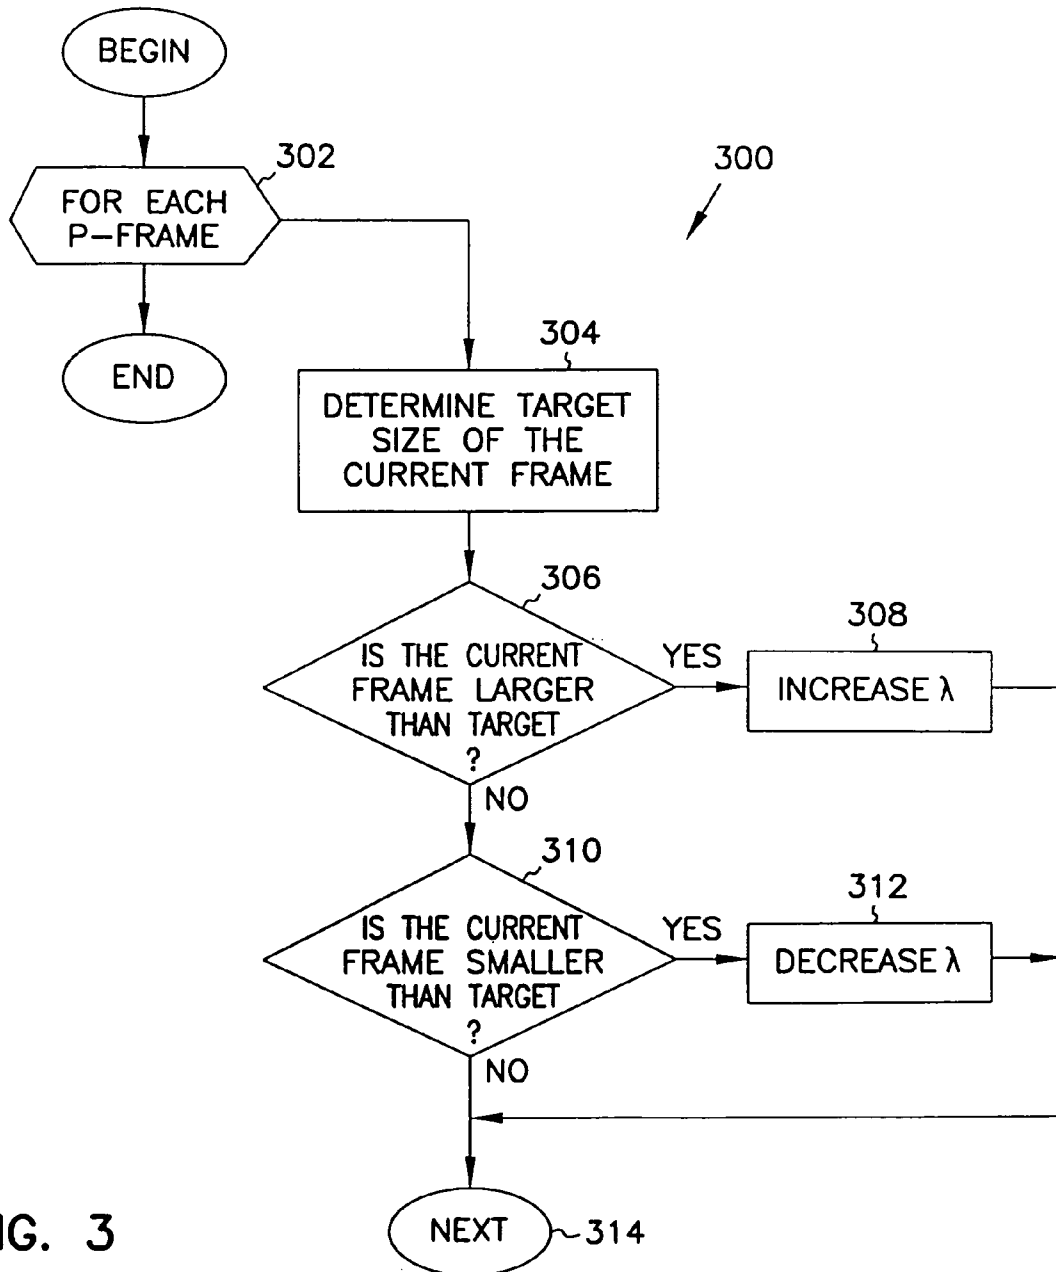 BEGIN
302
FOR EACH
P-FRAME
300
END
304
DETERMINE TARGET
SIZE OF THE
CURRENT FRAME
306
IS THE CURRENT
FRAME LARGER
THAN TARGET
?
YES
308
INCREASE λ
NO
310
IS THE CURRENT
FRAME SMALLER
THAN TARGET
?
YES
312
DECREASE λ
NO
NEXT
314
IG. 3